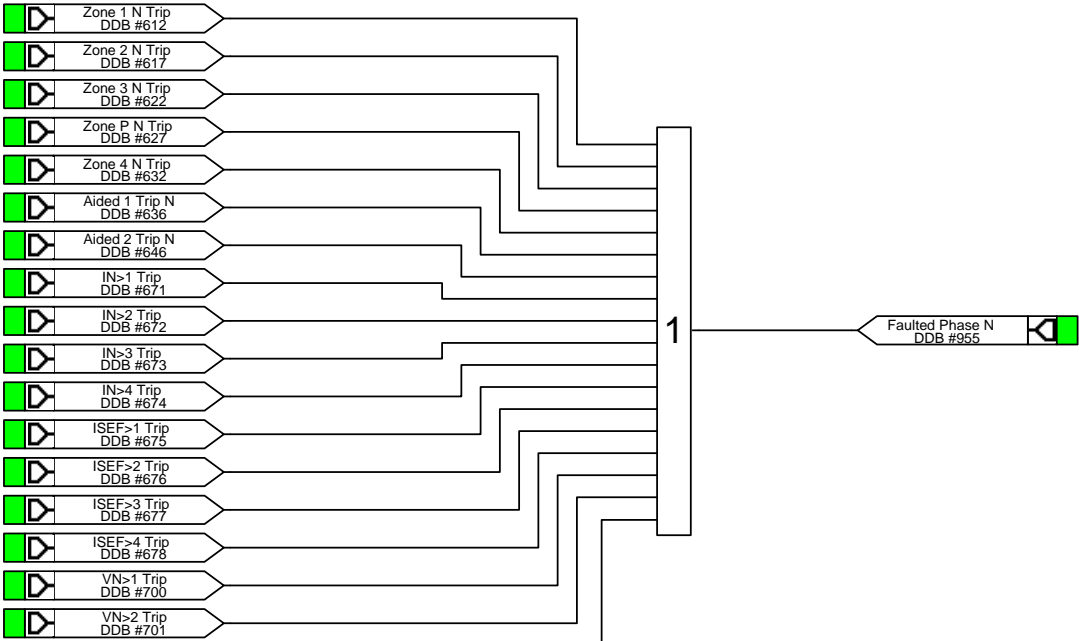 Zone 1 N Trip
DDB #612
Zone 2 N Trip
DDB #617
Zone 3 N Trip
DDB #622
Zone P N Trip
DDB #627
Zone 4 N Trip
DDB #632
Aided 1 Trip N
DDB #636
Aided 2 Trip N
DDB #646
IN>1 Trip
DDB #671
IN>2 Trip
DDB #672
IN>3 Trip
DDB #673
IN>4 Trip
DDB #674
ISEF>1 Trip
DDB #675
ISEF>2 Trip
DDB #676
ISEF>3 Trip
DDB #677
ISEF>4 Trip
DDB #678
VN>1 Trip
DDB #700
VN>2 Trip
DDB #701
1
Faulted Phase N
DDB #955